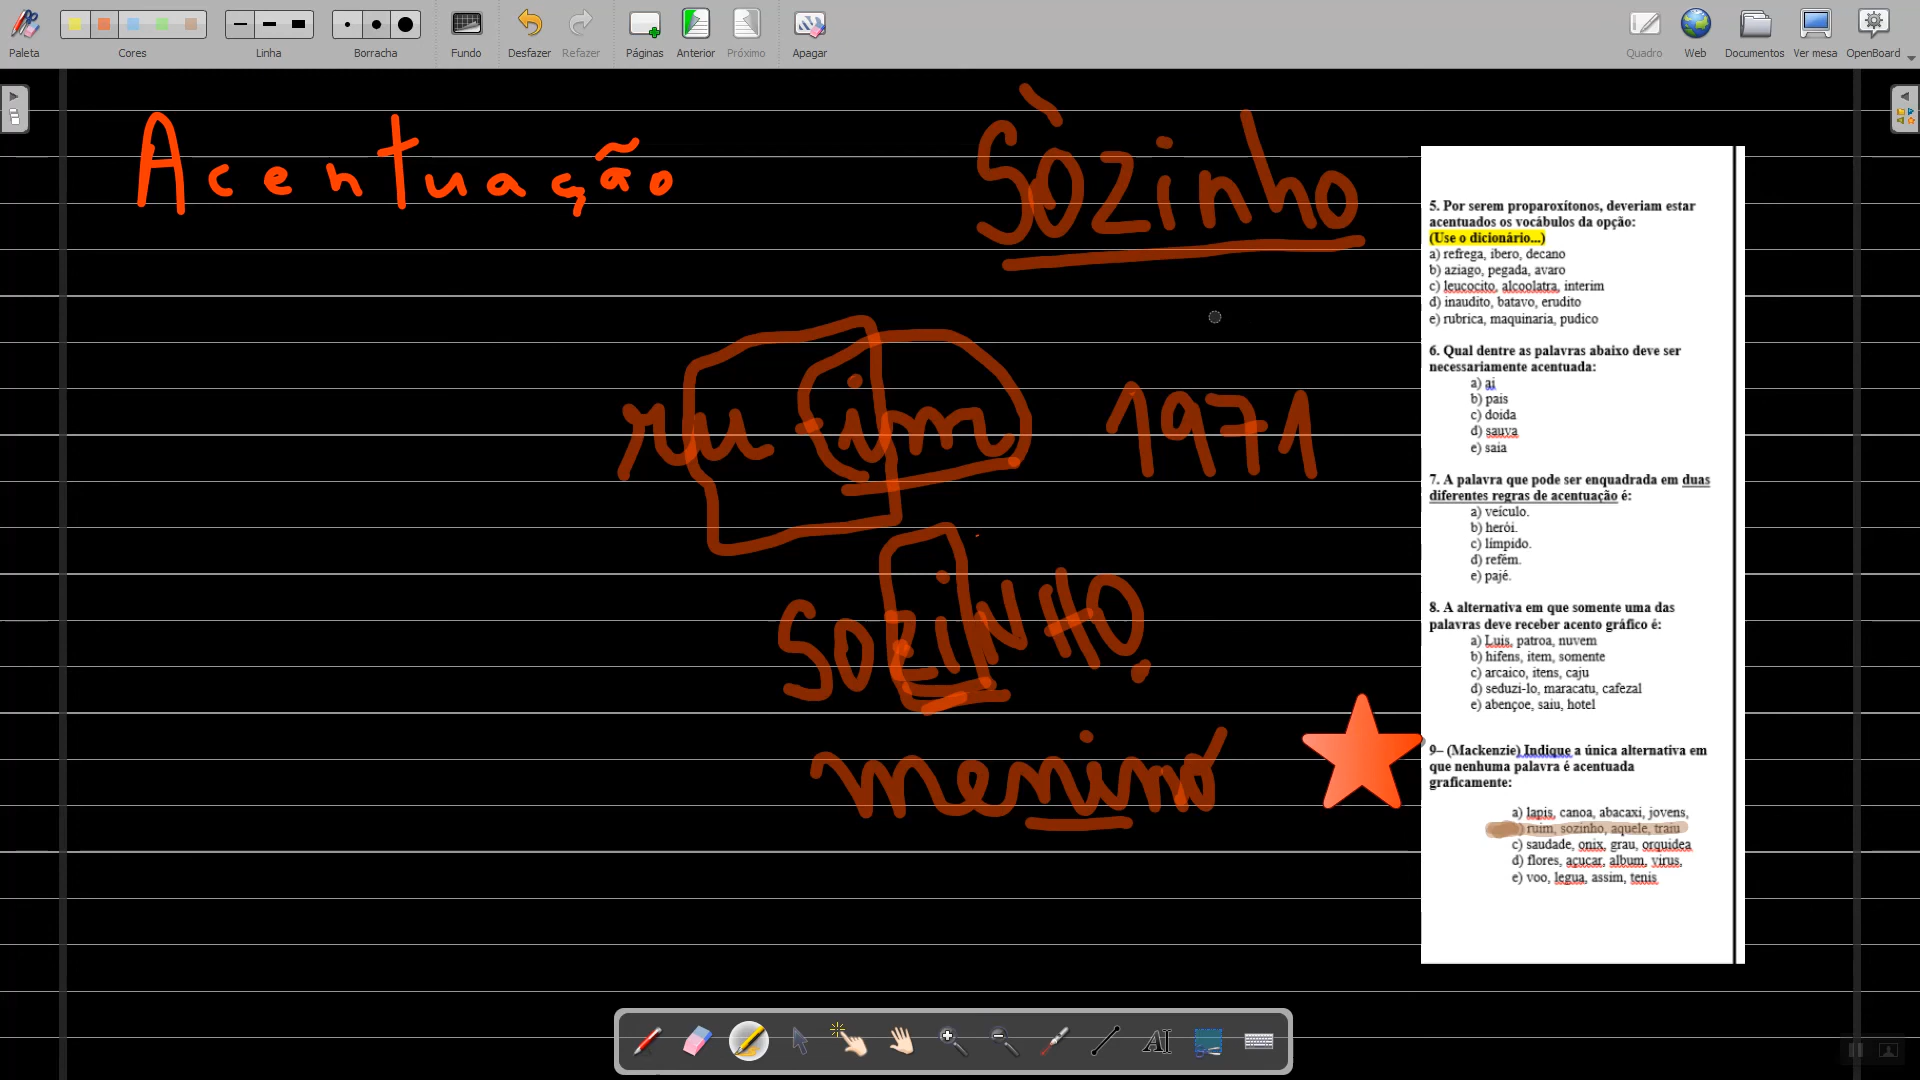 Paleta Cores Linha Borracha Fundo Desfazer Refazer Páginas Anterior Próximo Apagar Quadro Web Documentos Ver mesa OpenBoard
Acentuação
Sòzinho
ruim 1971
SOZiNHO
menino
5. Por serem proparoxítonos, deveriam estar
acentuados os vocábulos da opção:
(Use o dicionário...)
a) refrega, ibero, decano
b) aziago, pegada, avaro
c) leucocito, alcoolatra, interim
d) inaudito, batavo, erudito
e) rubrica, maquinaria, pudico
6. Qual dentre as palavras abaixo deve ser
necessariamente acentuada:
a) ai
b) pais
c) doida
d) sauva
e) saia
7. A palavra que pode ser enquadrada em duas
diferentes regras de acentuação é:
a) veículo.
b) herói.
c) límpido.
d) refém.
e) pajé.
8. A alternativa em que somente uma das
palavras deve receber acento gráfico é:
a) Luis, patroa, nuvem
b) hifens, item, somente
c) arcaico, itens, caju
d) seduzi-lo, maracatu, cafezal
e) abençoe, saiu, hotel
9– (Mackenzie) Indique a única alternativa em
que nenhuma palavra é acentuada
graficamente:
a) lapis, canoa, abacaxi, jovens,
) ruim, sozinho, aquele, traiu
c) saudade, onix, grau, orquidea
d) flores, açucar, album, virus,
e) voo, legua, assim, tenis